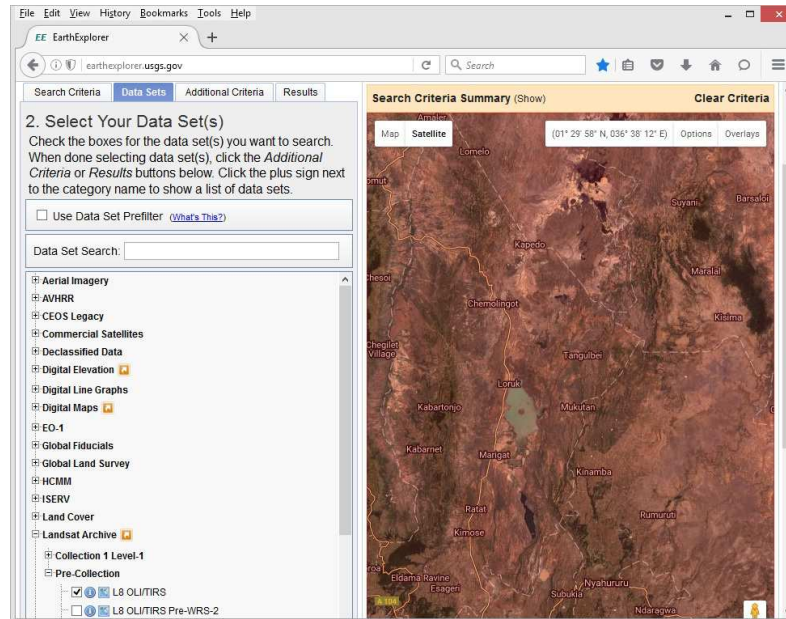 File Edit View History Bookmarks Tools Help
EE EarthExplorer
earthexplorer.usgs.gov
Search
Search Criteria Data Sets Additional Criteria Results
2. Select Your Data Set(s)
Check the boxes for the data set(s) you want to search.
When done selecting data set(s), click the Additional
Criteria or Results buttons below. Click the plus sign next
to the category name to show a list of data sets.
Use Data Set Prefilter (What's This?)
Data Set Search:
Aerial Imagery
AVHRR
CEOS Legacy
Commercial Satellites
Declassified Data
Digital Elevation
Digital Line Graphs
Digital Maps
EO-1
Global Fiducials
Global Land Survey
HCMM
ISERV
Land Cover
Landsat Archive
Collection 1 Level-1
Pre-Collection
L8 OLI/TIRS
L8 OLI/TIRS Pre-WRS-2
Search Criteria Summary (Show) Clear Criteria
Amaler
Map Satellite (01° 29' 58" N, 036° 38' 12" E) Options Overlays
Lomelo
omut
Suyani
Barsaloi
Kapedo
Maralal
Chesoi
Chemolingot
Kisima
Chegilet
Village
Tangulbei
Loruk
Kabartonjo
Mukutan
Kabarnet
Marigat
Kinamba
Ratat
Rumuruti
Kimose
Eldama Ravine
Esageri
Nyahururu
Subukia
A 104
Ndaragwa